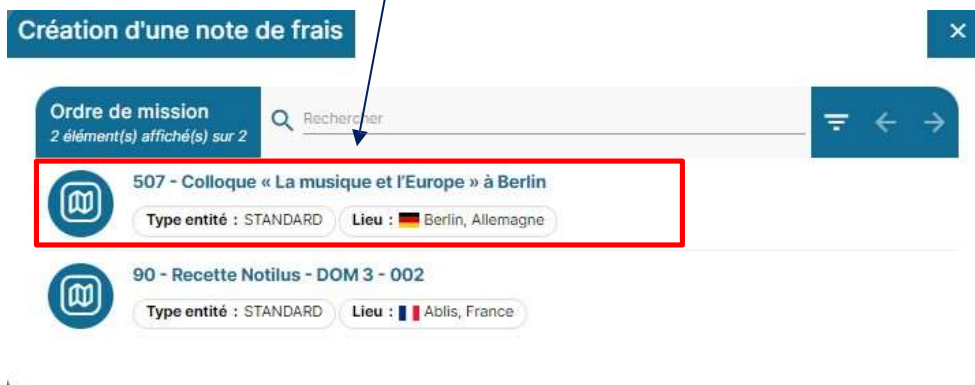 Création d'une note de frais
Ordre de mission
2 élément(s) affiché(s) sur 2
Rechercher
507 - Colloque « La musique et l'Europe » à Berlin
Type entité : STANDARD Lieu : Berlin, Allemagne
90 - Recette Notilus - DOM 3 - 002
Type entité : STANDARD Lieu : Ablis, France